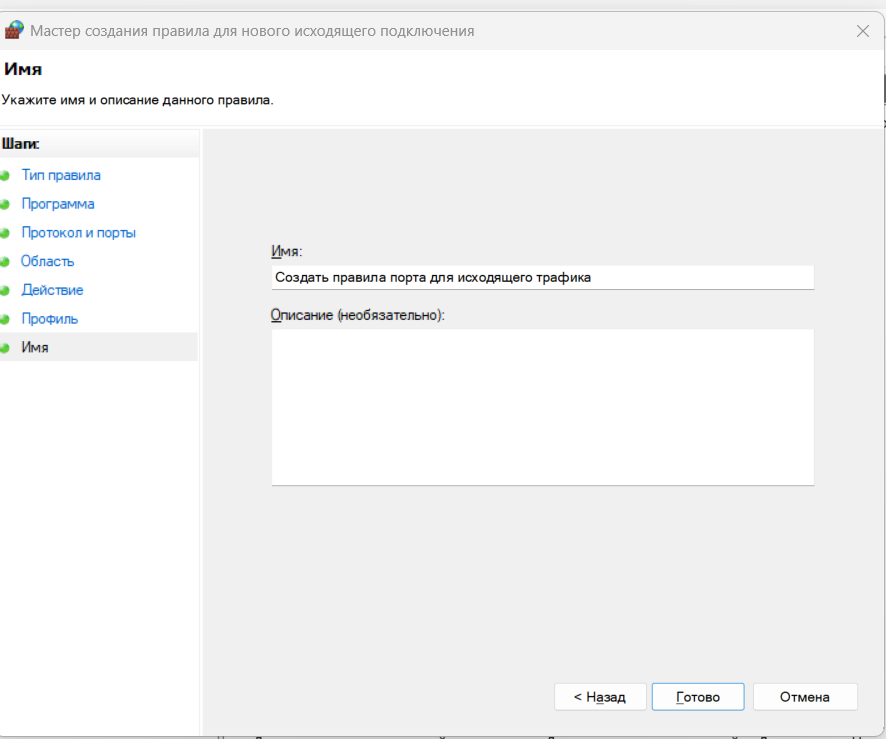 Мастер создания правила для нового исходящего подключения
Имя
Укажите имя и описание данного правила.
Шаги:
Тип правила
Программа
Протокол и порты
Область
Действие
Профиль
Имя
Имя:
Создать правила порта для исходящего трафика
Описание (необязательно):
< Назад
Готово
Отмена